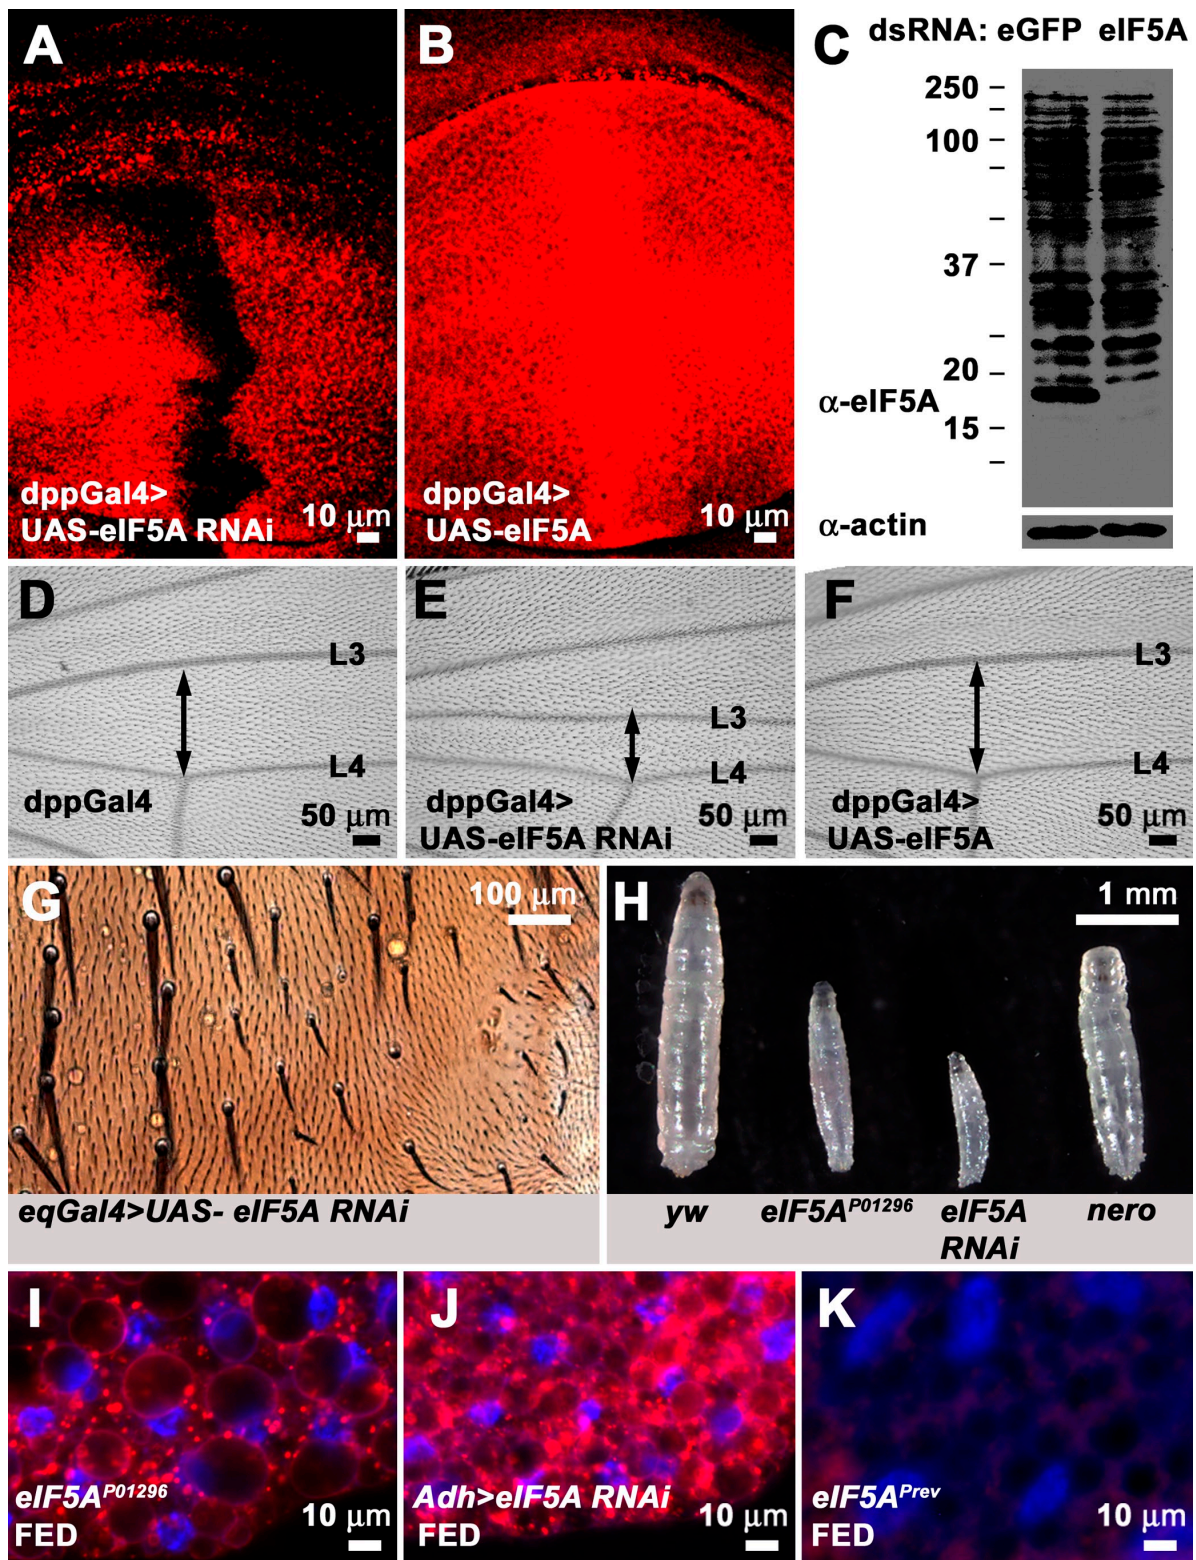 A
dppGal4>
UAS-eIF5A RNAi
10 μm
B
dppGal4>
UAS-eIF5A
10 μm
C
dsRNA: eGFP eIF5A
250
100
37
20
α-eIF5A
15
α-actin
D
L3
L4
dppGal4
50 μm
E
L3
L4
dppGal4>
UAS-eIF5A RNAi
50 μm
F
L3
L4
dppGal4>
UAS-eIF5A
50 μm
G
100 μm
eqGal4>UAS- eIF5A RNAi
H
1 mm
yw
eIF5A^P01296
eIF5A
RNAi
nero
I
eIF5A^P01296
FED
10 μm
J
Adh>eIF5A RNAi
FED
10 μm
K
eIF5A^Prev
FED
10 μm